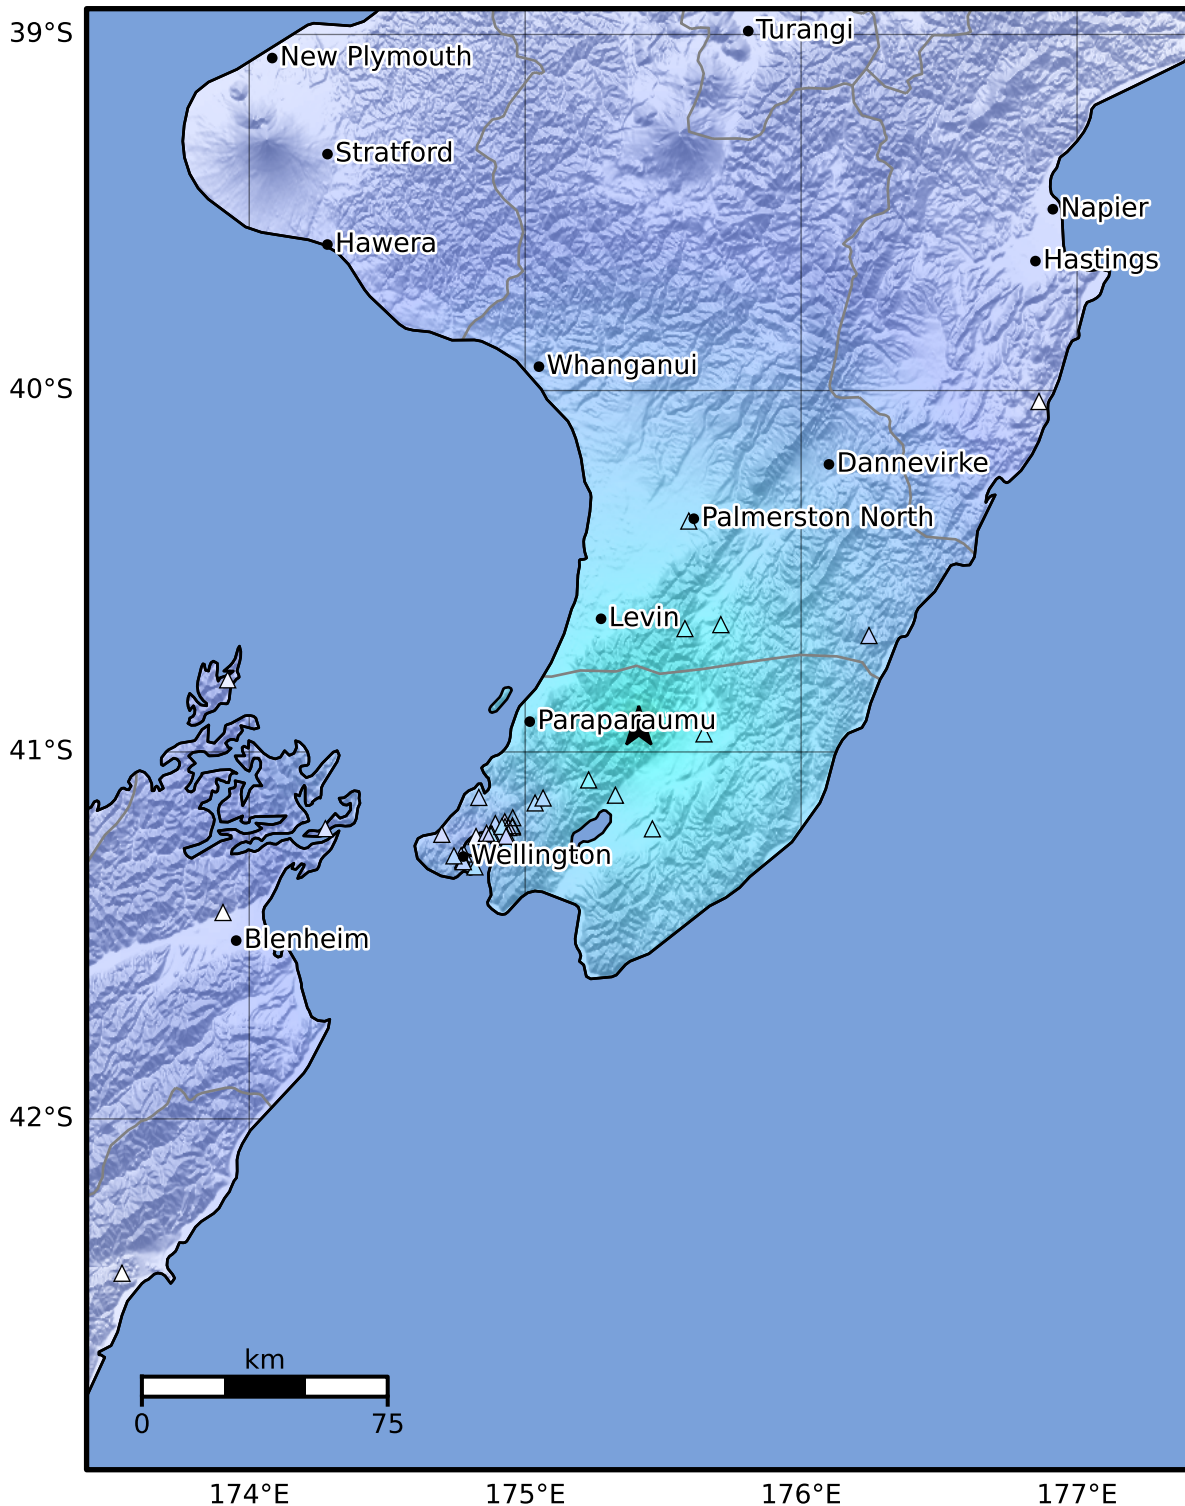 39°S
Turangi
New Plymouth
Stratford
Napier
Hawera
Hastings
Whanganui
40°S
Dannevirke
Palmerston North
Levin
Paraparaumu
41°S
Wellington
Blenheim
42°S
km
0 75
174°E 175°E 176°E 177°E